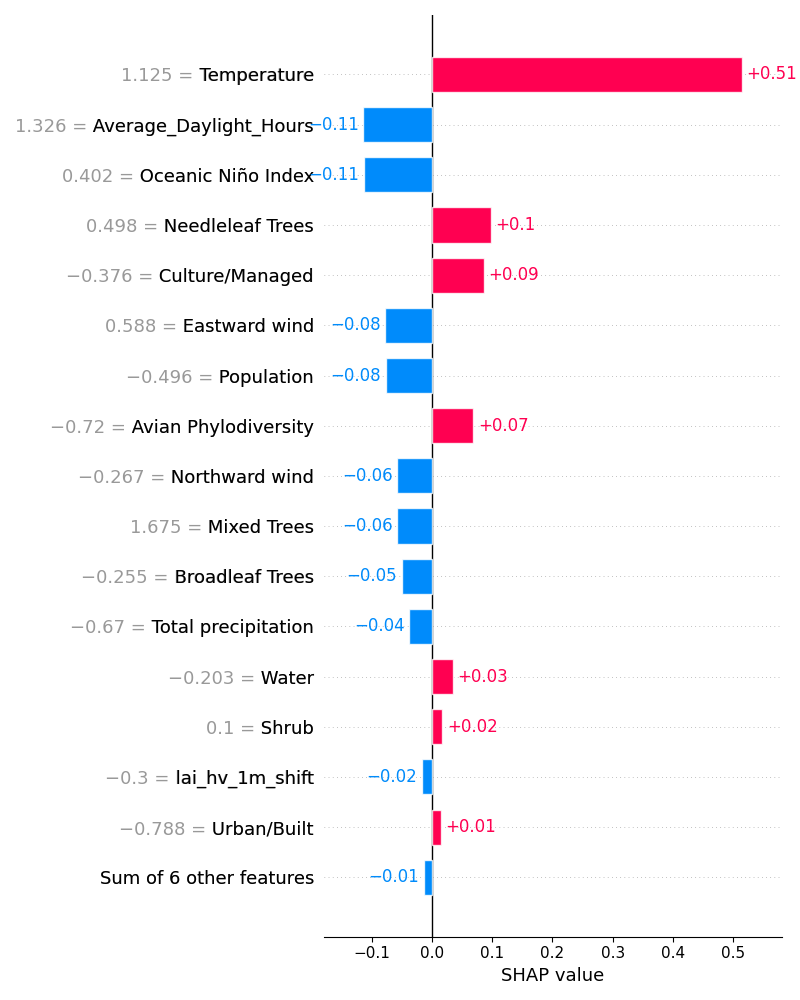 1.125 = Temperature +0.51
1.326 = Average_Daylight_Hours −0.11
0.402 = Oceanic Niño Index −0.11
0.498 = Needleleaf Trees +0.1
−0.376 = Culture/Managed +0.09
0.588 = Eastward wind −0.08
−0.496 = Population −0.08
−0.72 = Avian Phylodiversity +0.07
−0.267 = Northward wind −0.06
1.675 = Mixed Trees −0.06
−0.255 = Broadleaf Trees −0.05
−0.67 = Total precipitation −0.04
−0.203 = Water +0.03
0.1 = Shrub +0.02
−0.3 = lai_hv_1m_shift −0.02
−0.788 = Urban/Built +0.01
Sum of 6 other features −0.01
−0.1 0.0 0.1 0.2 0.3 0.4 0.5
SHAP value